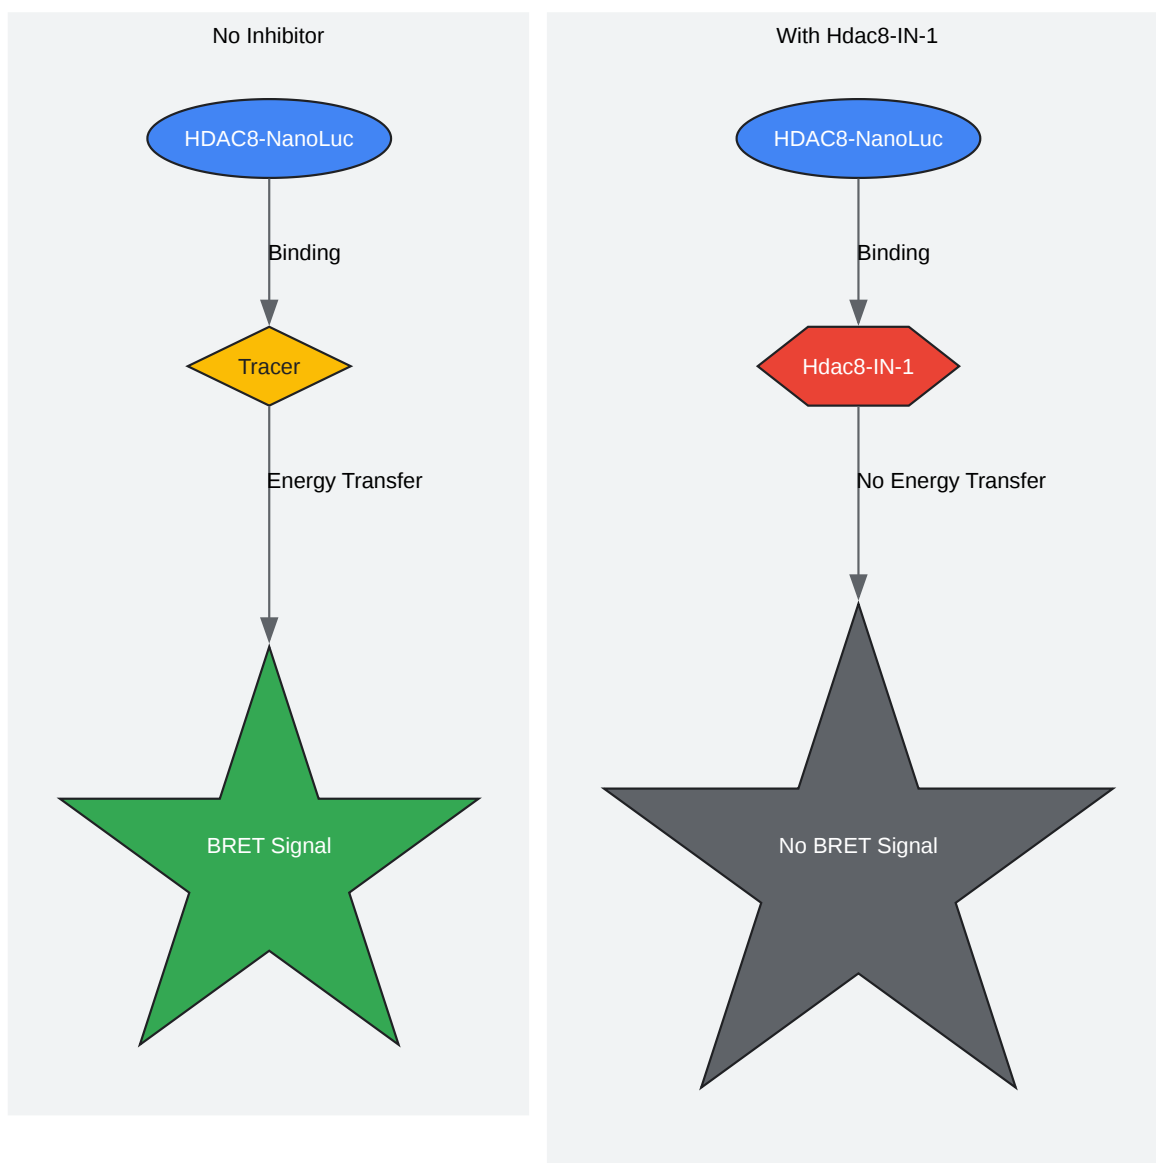 No Inhibitor
HDAC8-NanoLuc
Binding
Tracer
Energy Transfer
BRET Signal
With Hdac8-IN-1
HDAC8-NanoLuc
Binding
Hdac8-IN-1
No Energy Transfer
No BRET Signal